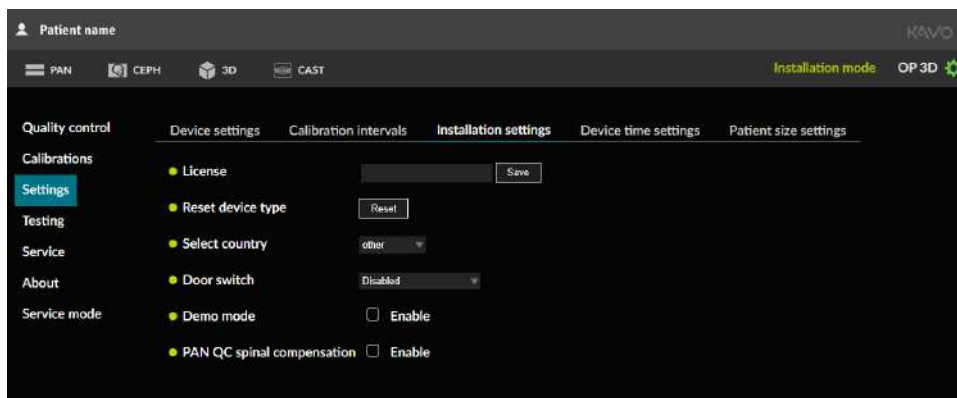 Patient name
KAVO
PAN CEPH 3D CAST Installation mode OP 3D
Quality control
Calibrations
Settings
Testing
Service
About
Service mode
Device settings Calibration intervals Installation settings Device time settings Patient size settings
License Save
Reset device type Reset
Select country other
Door switch Disabled
Demo mode Enable
PAN QC spinal compensation Enable